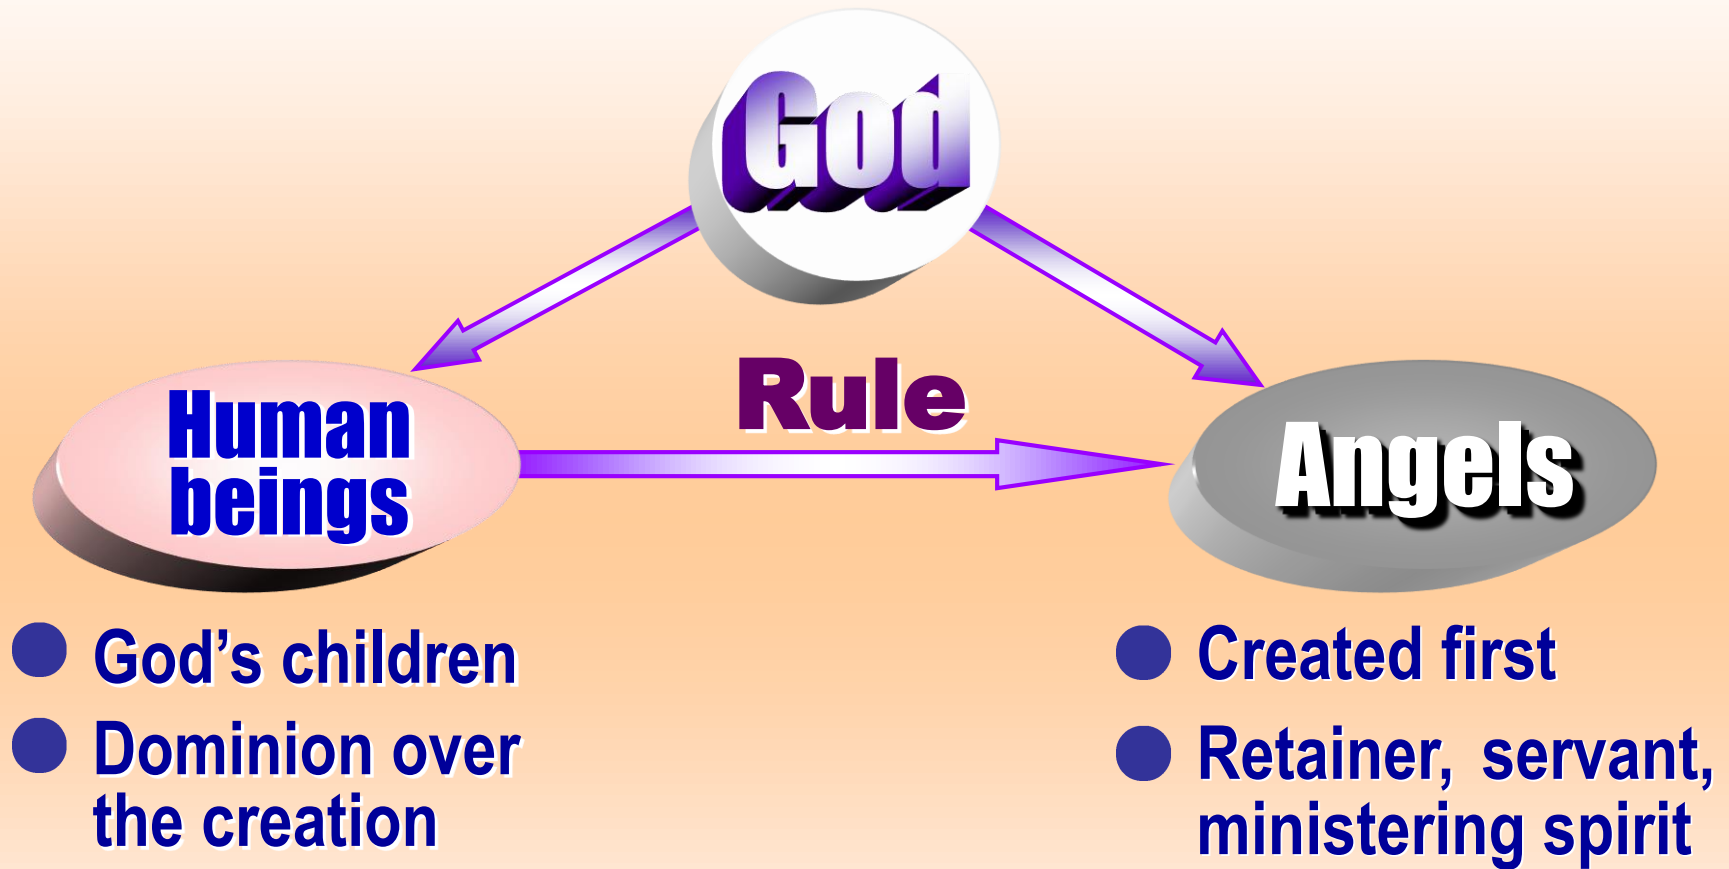 God
Rule
Human
beings
Angels
God’s children
Dominion over
the creation
Created first
Retainer, servant,
ministering spirit